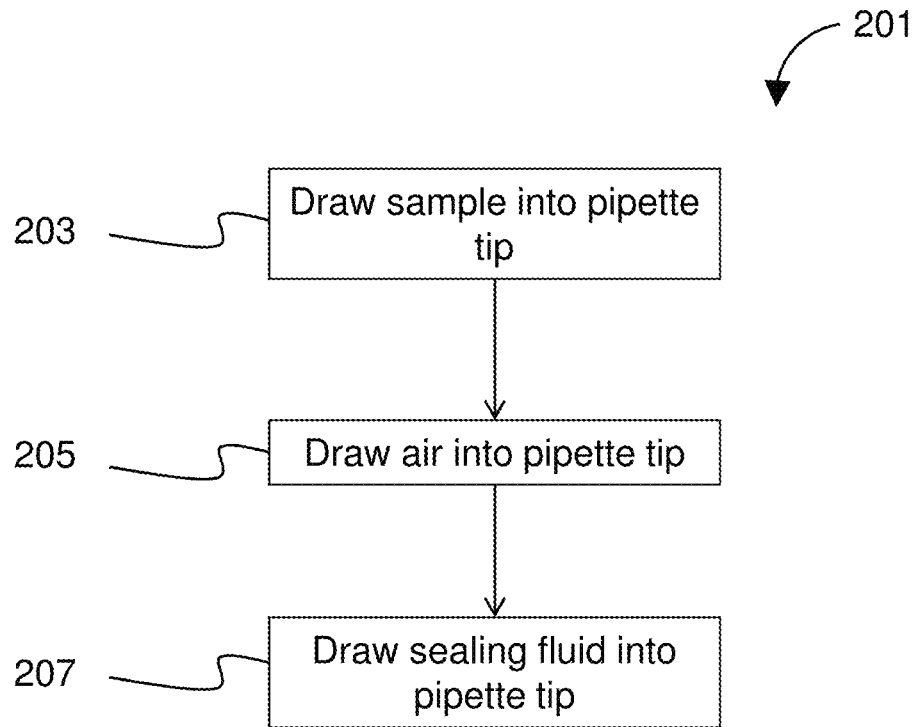 201
203
Draw sample into pipette
tip
205
Draw air into pipette tip
207
Draw sealing fluid into
pipette tip